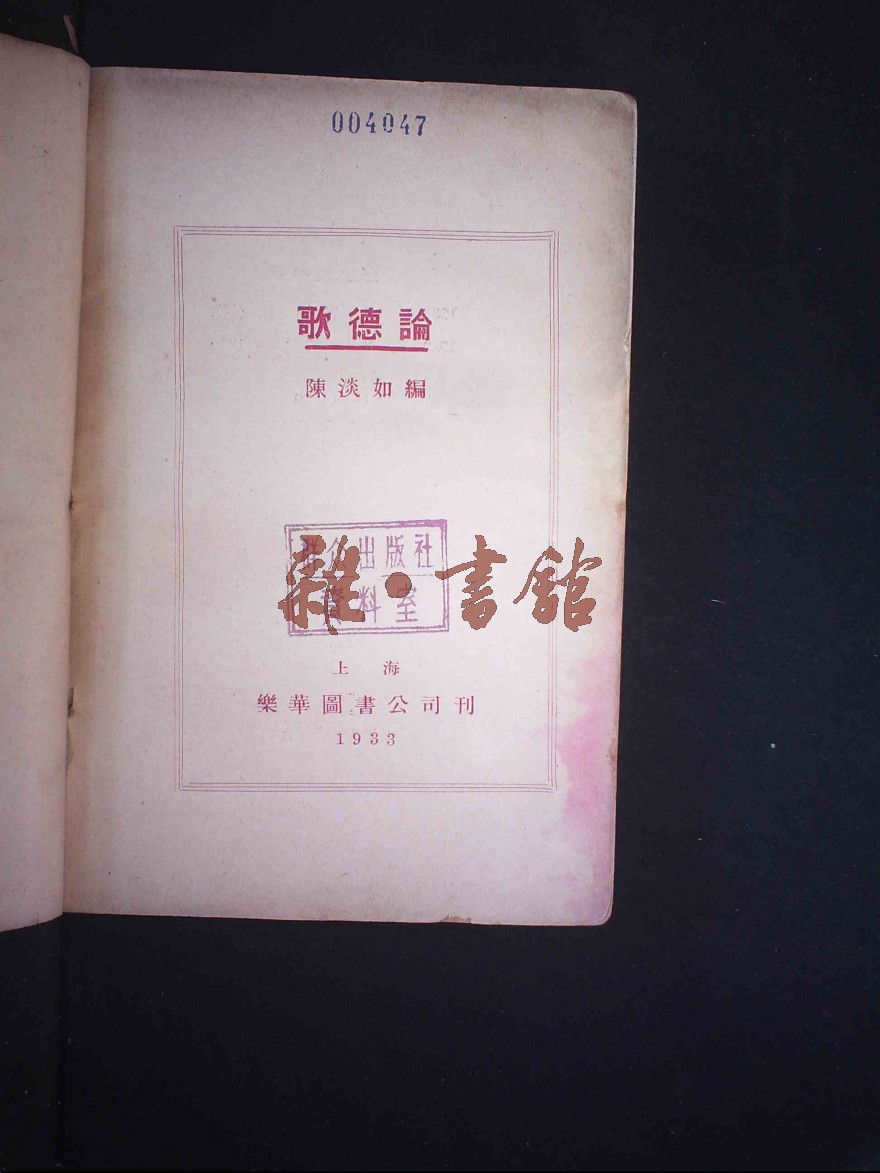 004047
歌德論
陳淡如編
出版社
料室
雜·書館
上海
樂華圖書公司刊
1933